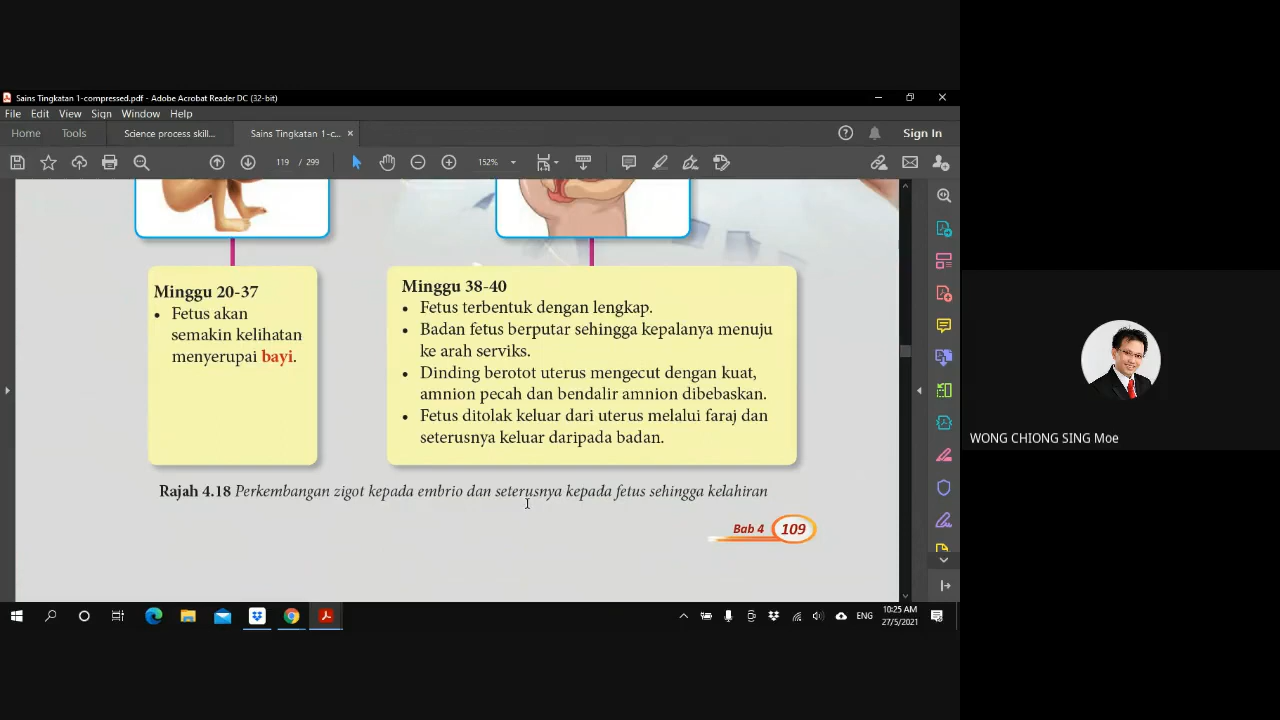 Sains Tingkatan 1-compressed.pdf - Adobe Acrobat Reader DC (32-bit)
File Edit View Sign Window Help
Home Tools Science process skill... Sains Tingkatan 1-c... × Sign In
119 / 299 152%
Minggu 20-37
• Fetus akan
semakin kelihatan
menyerupai bayi.
Minggu 38-40
• Fetus terbentuk dengan lengkap.
• Badan fetus berputar sehingga kepalanya menuju
ke arah serviks.
• Dinding berotot uterus mengecut dengan kuat,
amnion pecah dan bendalir amnion dibebaskan.
• Fetus ditolak keluar dari uterus melalui faraj dan
seterusnya keluar daripada badan.
Rajah 4.18 Perkembangan zigot kepada embrio dan seterusnya kepada fetus sehingga kelahiran
Bab 4 109
WONG CHIONG SING Moe
ENG
10:25 AM
27/5/2021